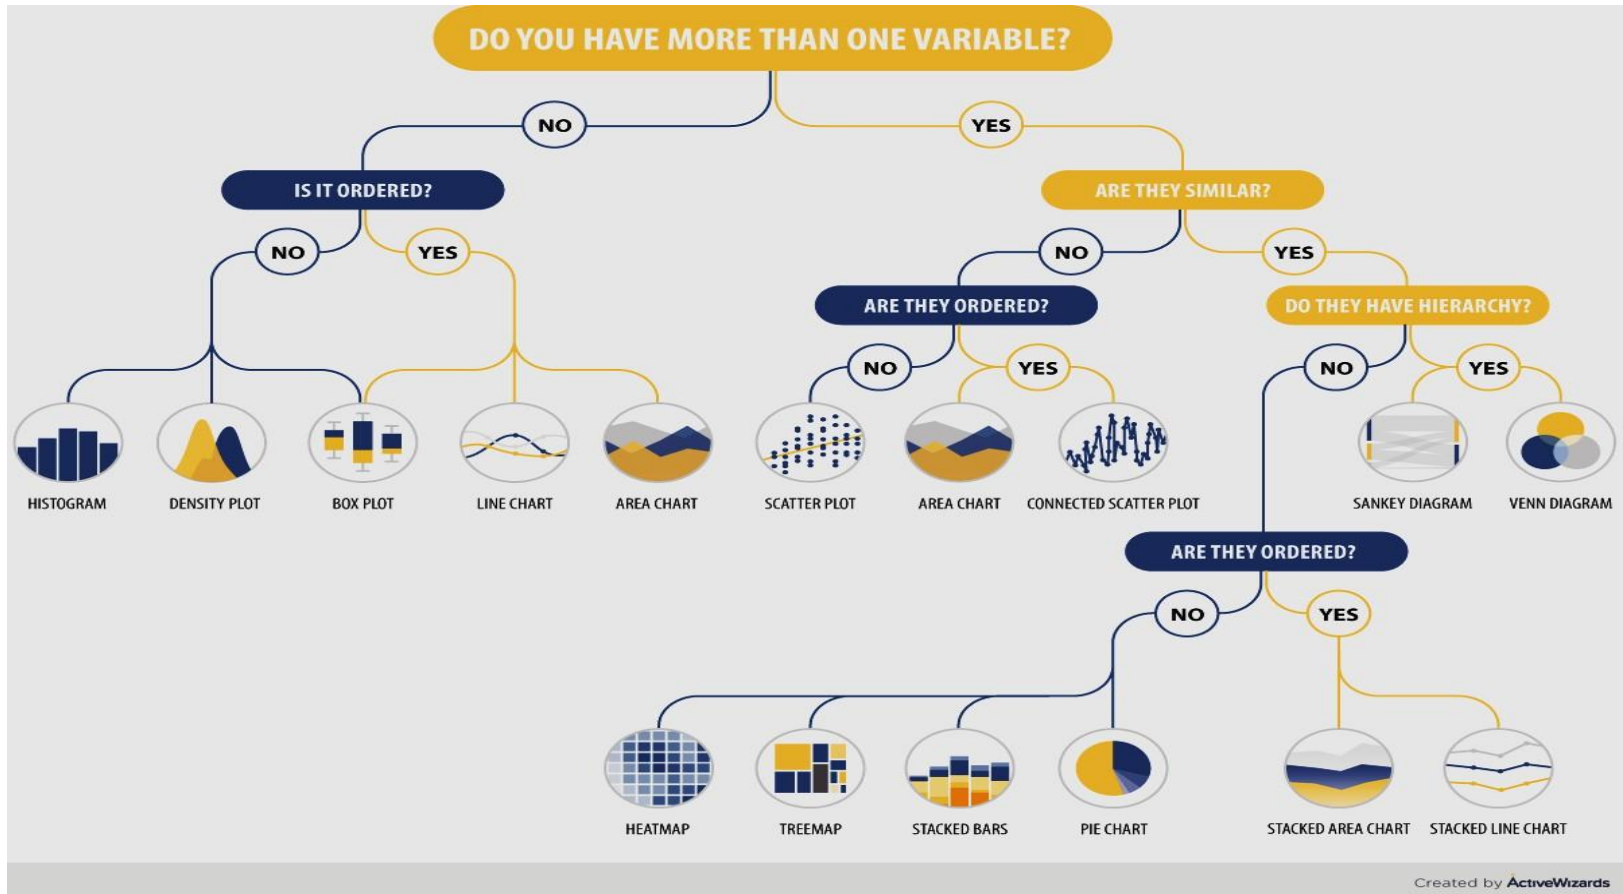 DO YOU HAVE MORE THAN ONE VARIABLE?
NO
YES
IS IT ORDERED?
ARE THEY SIMILAR?
NO
YES
NO
YES
ARE THEY ORDERED?
DO THEY HAVE HIERARCHY?
NO
YES
NO
YES
HISTOGRAM
DENSITY PLOT
BOX PLOT
LINE CHART
AREA CHART
SCATTER PLOT
AREA CHART
CONNECTED SCATTER PLOT
SANKEY DIAGRAM
VENN DIAGRAM
ARE THEY ORDERED?
NO
YES
HEATMAP
TREEMAP
STACKED BARS
PIE CHART
STACKED AREA CHART
STACKED LINE CHART
Created by ActiveWizards